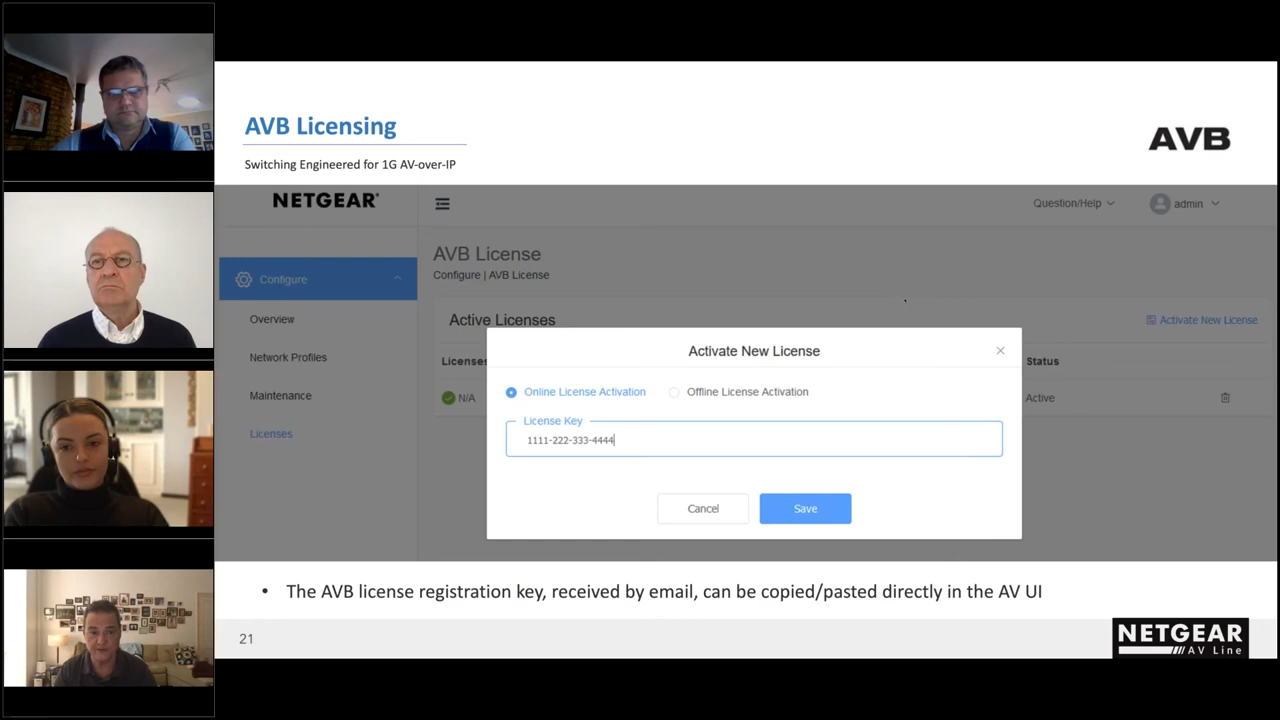 AVB Licensing
Switching Engineered for 1G AV-over-IP
AVB
NETGEAR
Question/Help
admin
Configure
Overview
Network Profiles
Maintenance
Licenses
AVB License
Configure | AVB License
Active Licenses
Activate New License
Licenses
Status
N/A
Active
Activate New License
Online License Activation
Offline License Activation
License Key
1111-222-333-4444
Cancel
Save
• The AVB license registration key, received by email, can be copied/pasted directly in the AV UI
21
NETGEAR
AV Line